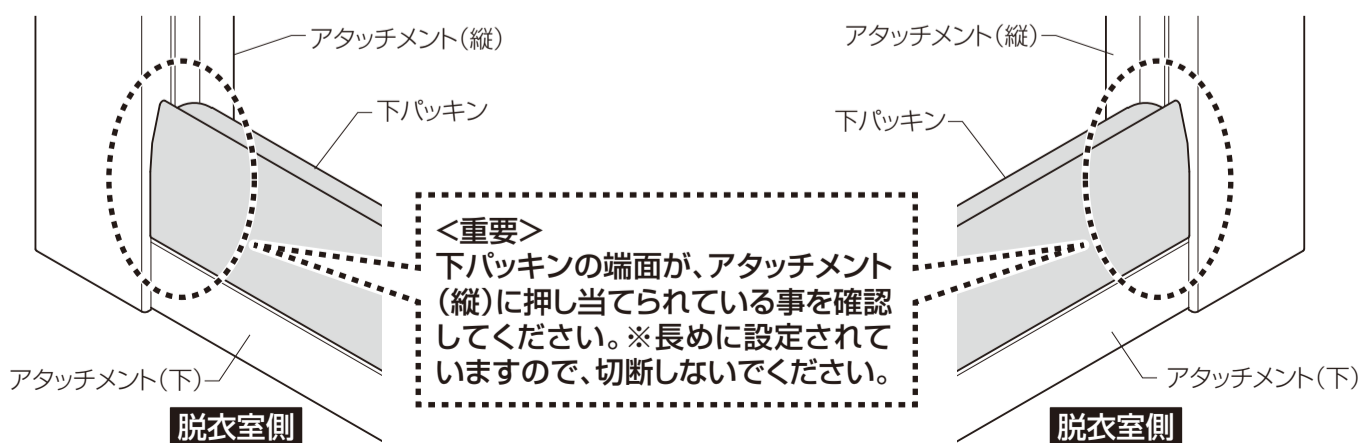 アタッチメント(縦)
アタッチメント(縦)
下パッキン
下パッキン
<重要>
下パッキンの端面が、アタッチメント
(縦)に押し当てられている事を確認
してください。※長めに設定されて
いますので、切断しないでください。
アタッチメント(下)
アタッチメント(下)
脱衣室側
脱衣室側